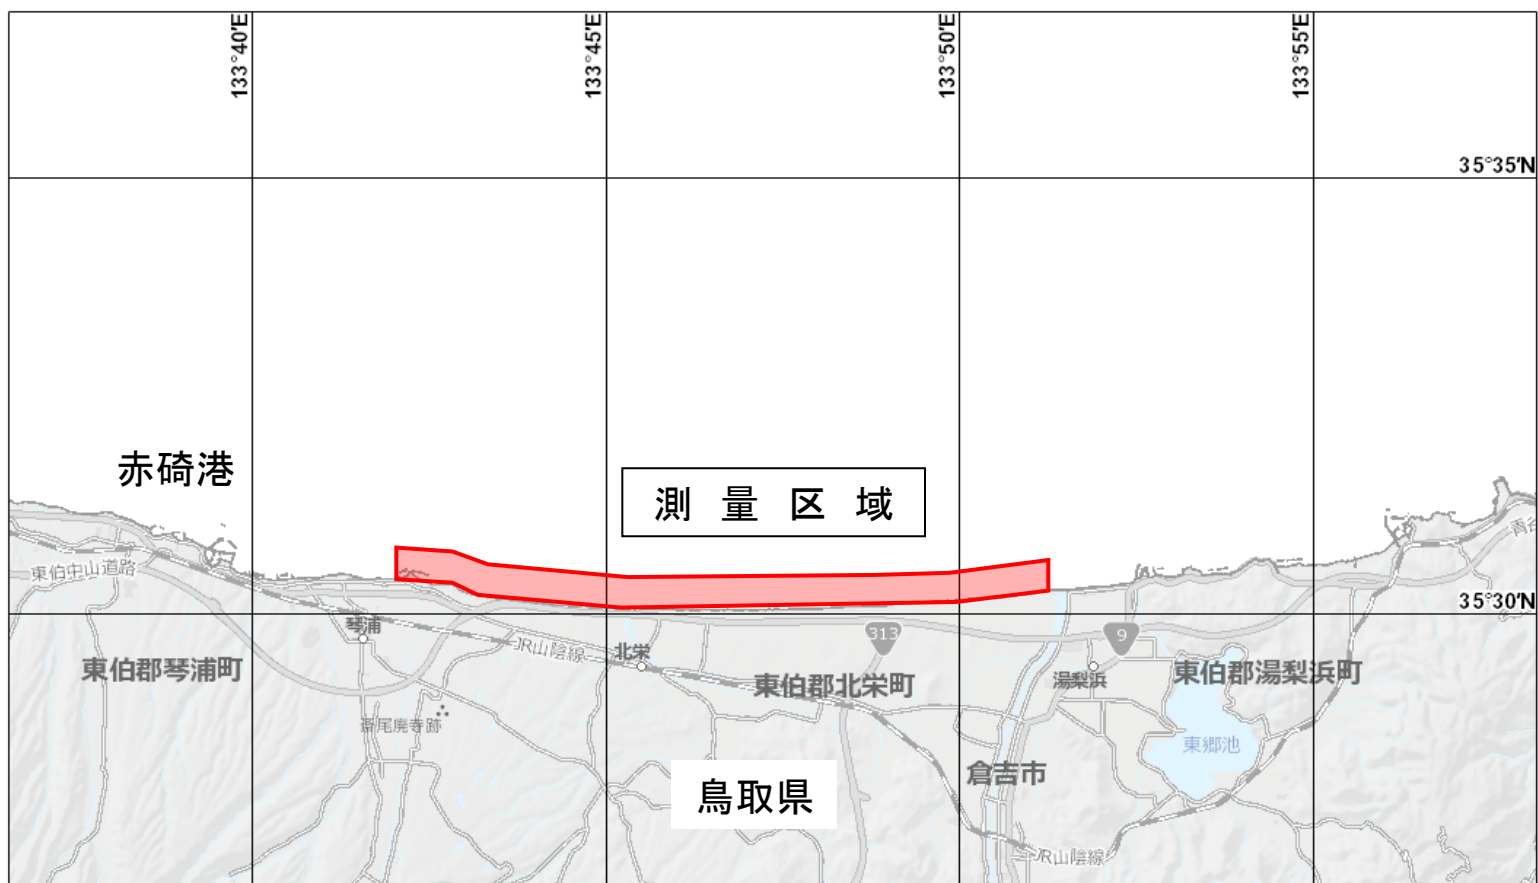 133°40'E
133°45'E
133°50'E
133°55'E
35°35'N
赤碕港
測量区域
東伯中山道路
35°30'N
琴浦
313
9
JR山陰線
北栄
東伯郡琴浦町
東伯郡北栄町
湯梨浜
東伯郡湯梨浜町
斎尾廃寺跡
東郷池
倉吉市
鳥取県
JR山陰線